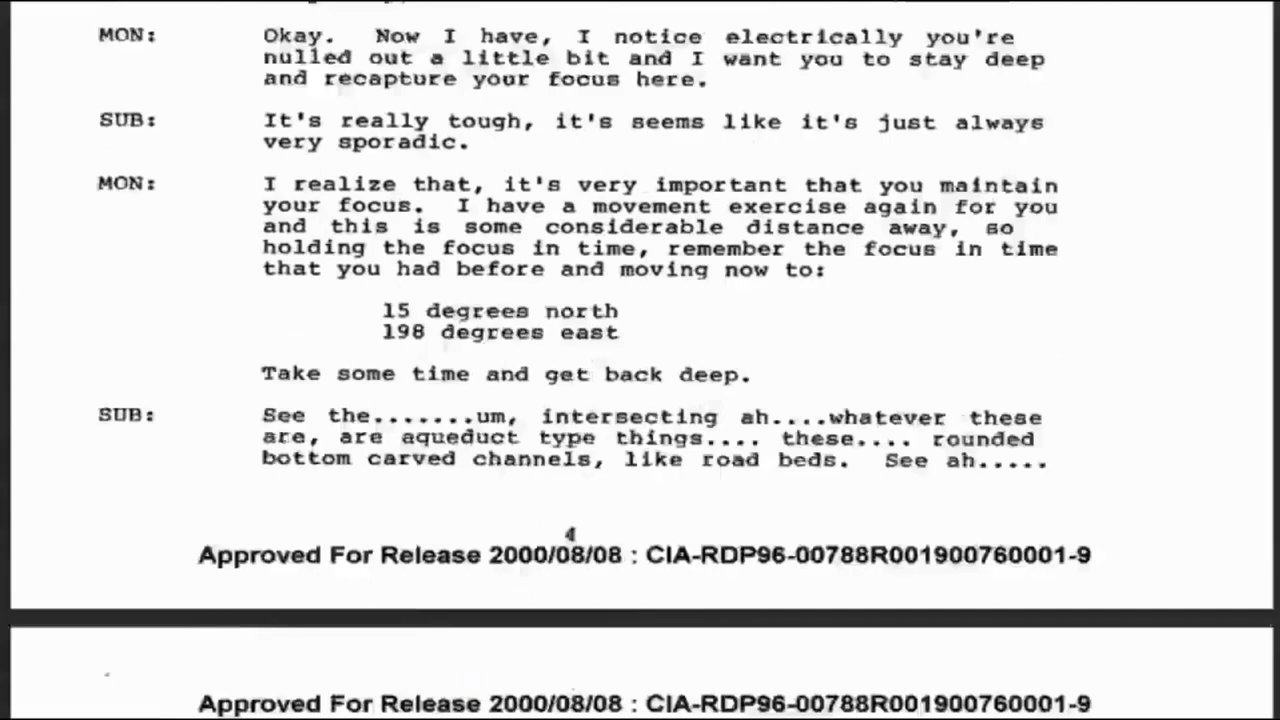 MON: Okay. Now I have, I notice electrically you're
nulled out a little bit and I want you to stay deep
and recapture your focus here.
SUB: It's really tough, it's seems like it's just always
very sporadic.
MON: I realize that, it's very important that you maintain
your focus. I have a movement exercise again for you
and this is some considerable distance away, so
holding the focus in time, remember the focus in time
that you had before and moving now to:
15 degrees north
198 degrees east
Take some time and get back deep.
SUB: See the.......um, intersecting ah....whatever these
are, are aqueduct type things.... these.... rounded
bottom carved channels, like road beds. See ah.....
4
Approved For Release 2000/08/08 : CIA-RDP96-00788R001900760001-9
Approved For Release 2000/08/08 : CIA-RDP96-00788R001900760001-9